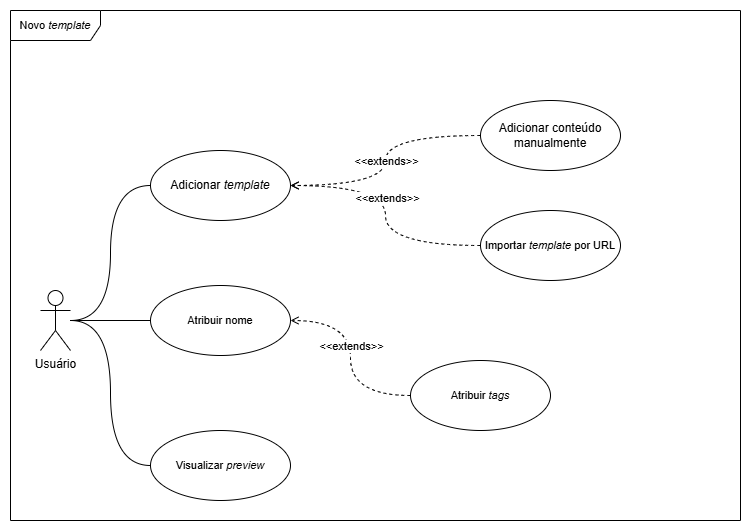 Novo template
Adicionar conteúdo
manualmente
<<extends>>
Adicionar template
<<extends>>
Importar template por URL
Atribuir nome
<<extends>>
Usuário
Atribuir tags
Visualizar preview